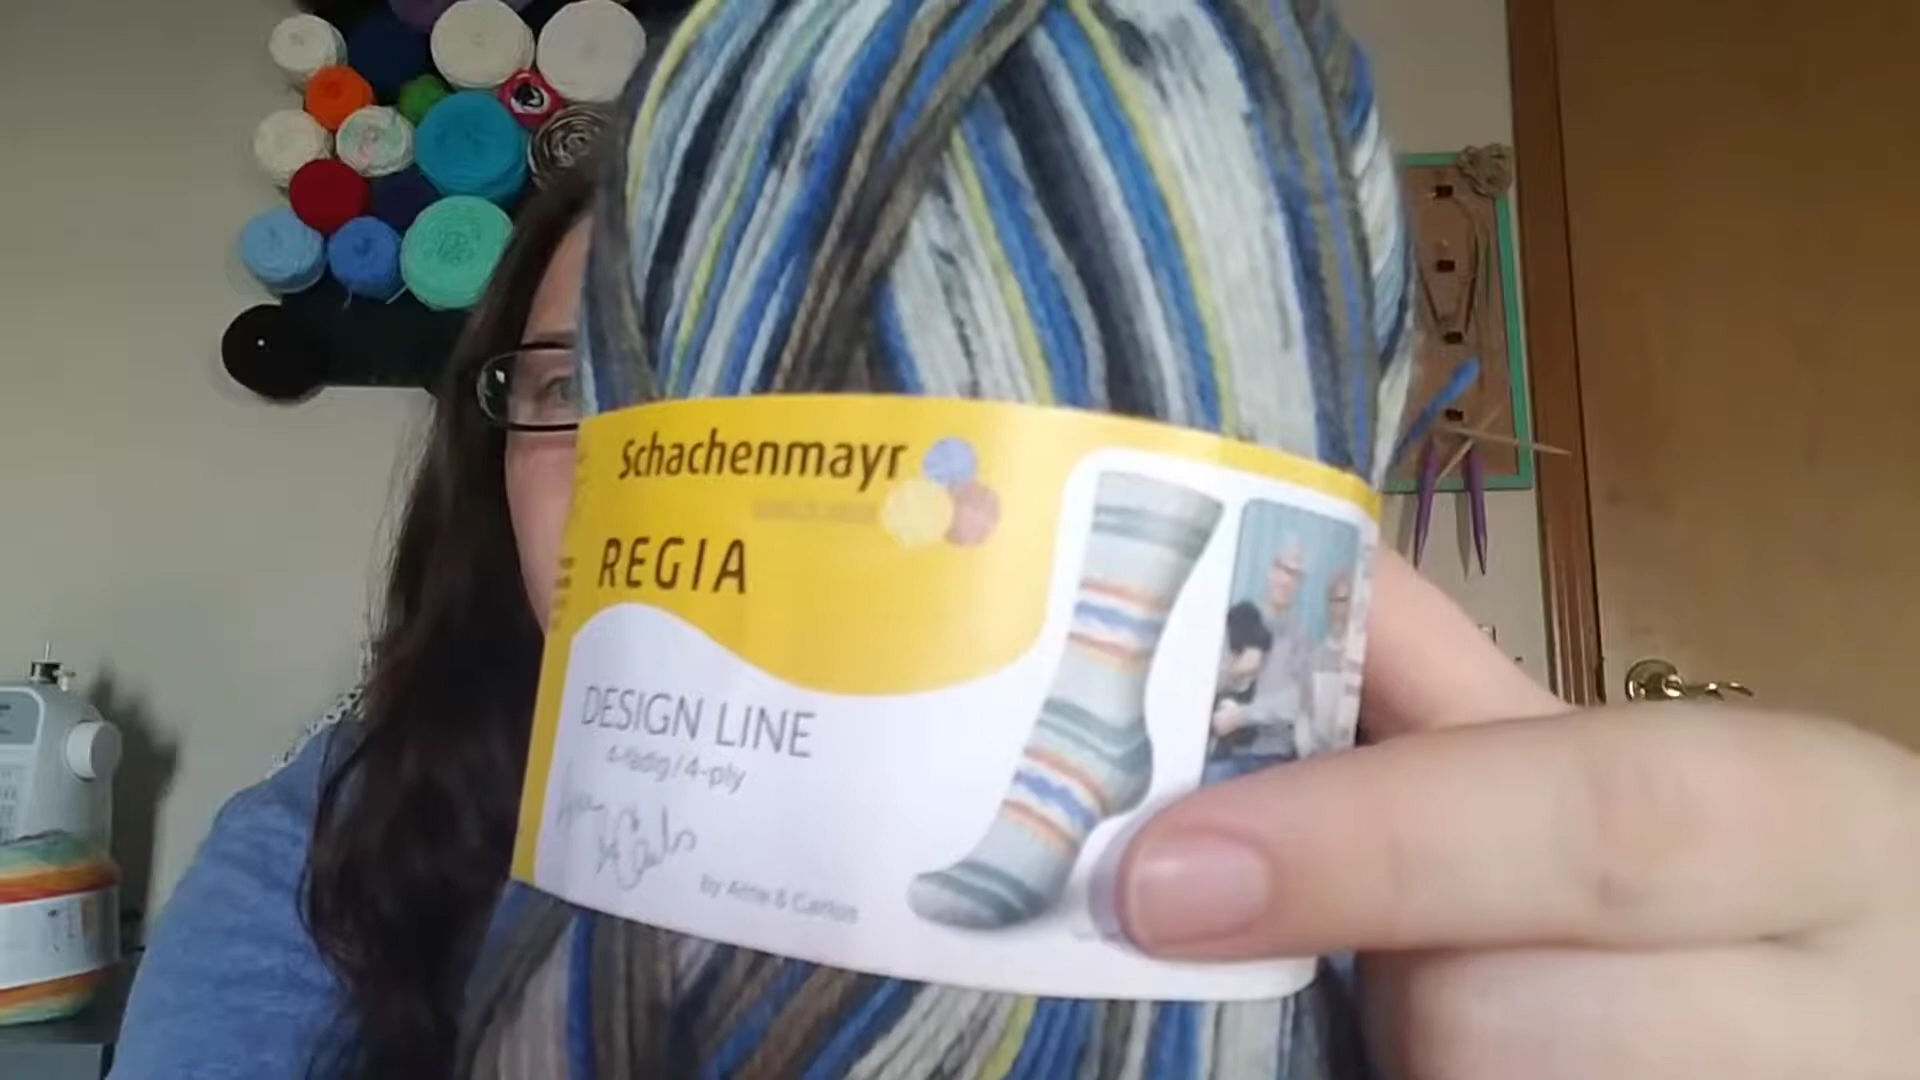 Schachenmayr
REGIA
DESIGN LINE
4-fädig/4-ply
by Arne & Carlos